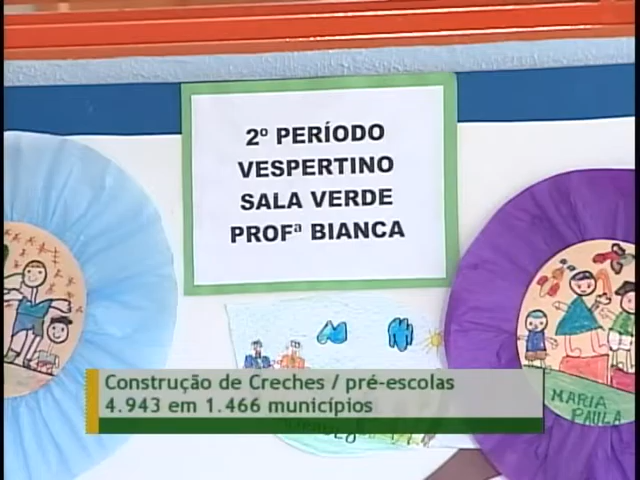 2º PERÍODO
VESPERTINO
SALA VERDE
PROFª BIANCA
MARIA
PAULA
Construção de Creches / pré-escolas
4.943 em 1.466 municípios